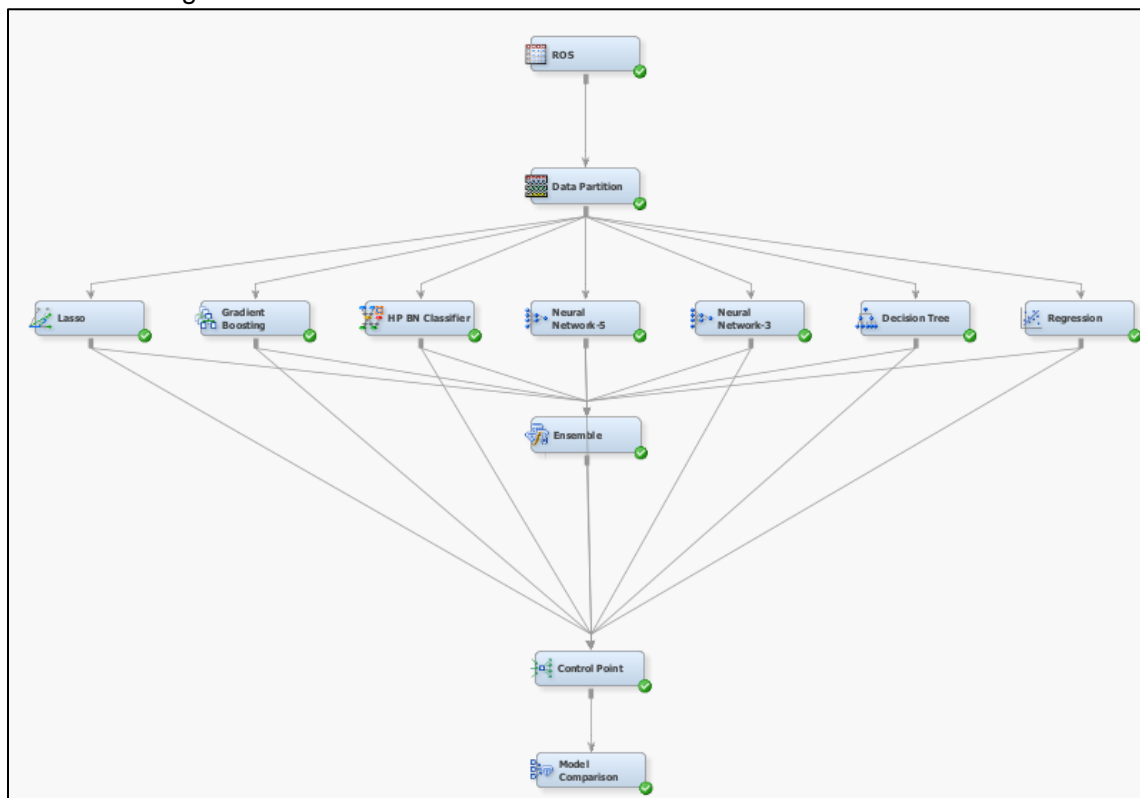 ROS
Data Partition
Lasso
Gradient
Boosting
HP BN Classifier
Neural
Network-5
Neural
Network-3
Decision Tree
Regression
Ensemble
Control Point
Model
Comparison